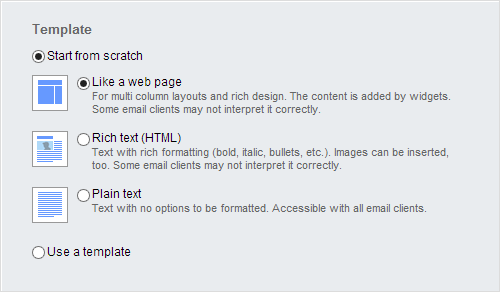 Template
Start from scratch
Like a web page
For multi column layouts and rich design. The content is added by widgets.
Some email clients may not interpret it correctly.
Rich text (HTML)
Text with rich formatting (bold, italic, bullets, etc.). Images can be inserted,
too. Some email clients may not interpret it correctly.
Plain text
Text with no options to be formatted. Accessible with all email clients.
Use a template